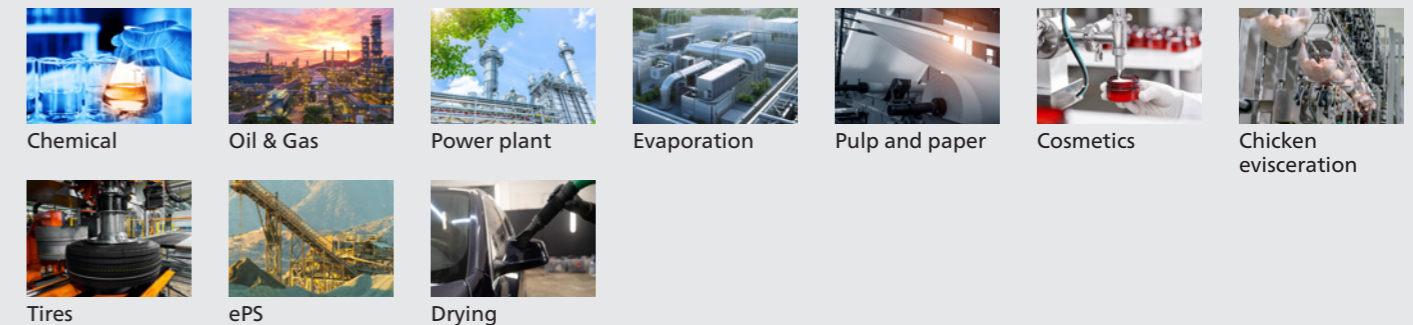 Chemical
Oil & Gas
Power plant
Evaporation
Pulp and paper
Cosmetics
Chicken
evisceration
Tires
ePS
Drying